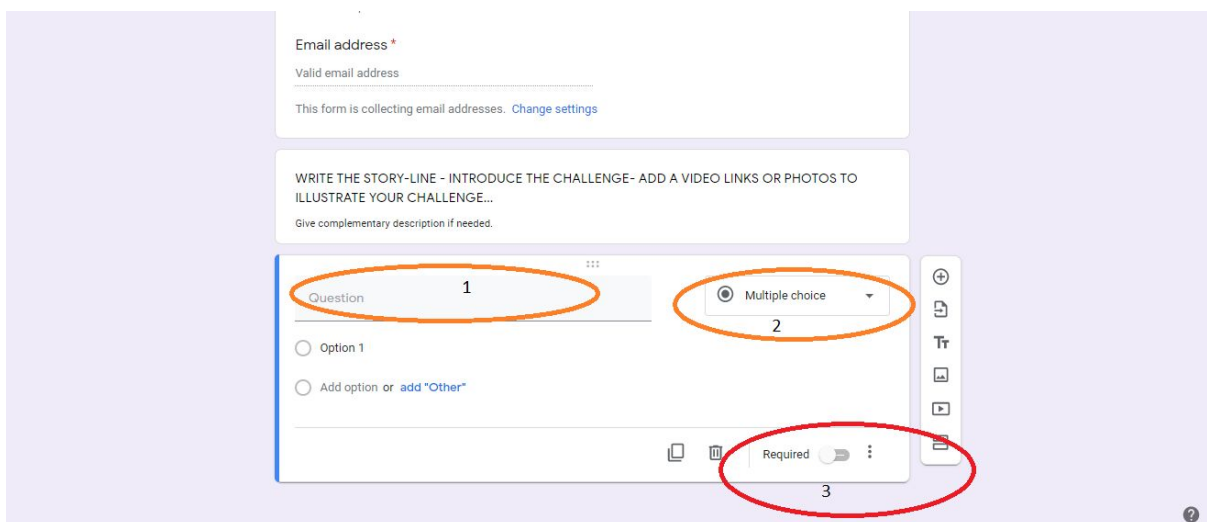 Email address *
Valid email address
This form is collecting email addresses. Change settings
WRITE THE STORY-LINE - INTRODUCE THE CHALLENGE- ADD A VIDEO LINKS OR PHOTOS TO
ILLUSTRATE YOUR CHALLENGE...
Give complementary description if needed.
Question 1
Multiple choice
2
Option 1
Add option or add "Other"
Tт
Required
3